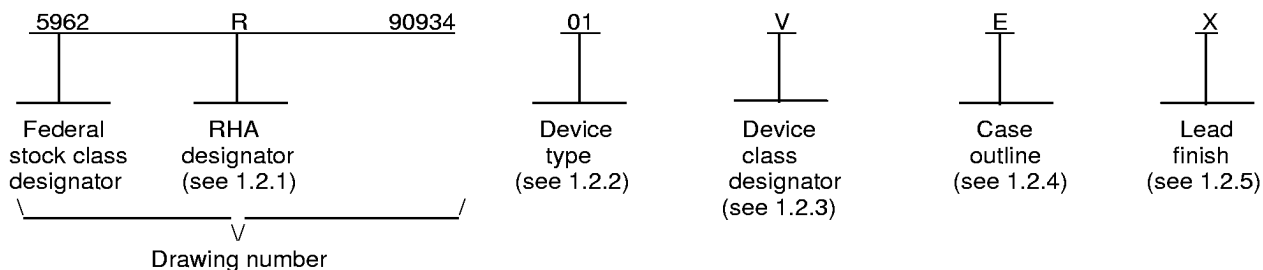 5962 R 90934 01 V E X
Federal RHA Device Device Case Lead
stock class designator type class outline finish
designator (see 1.2.1) (see 1.2.2) designator (see 1.2.4) (see 1.2.5)
(see 1.2.3)
Drawing number